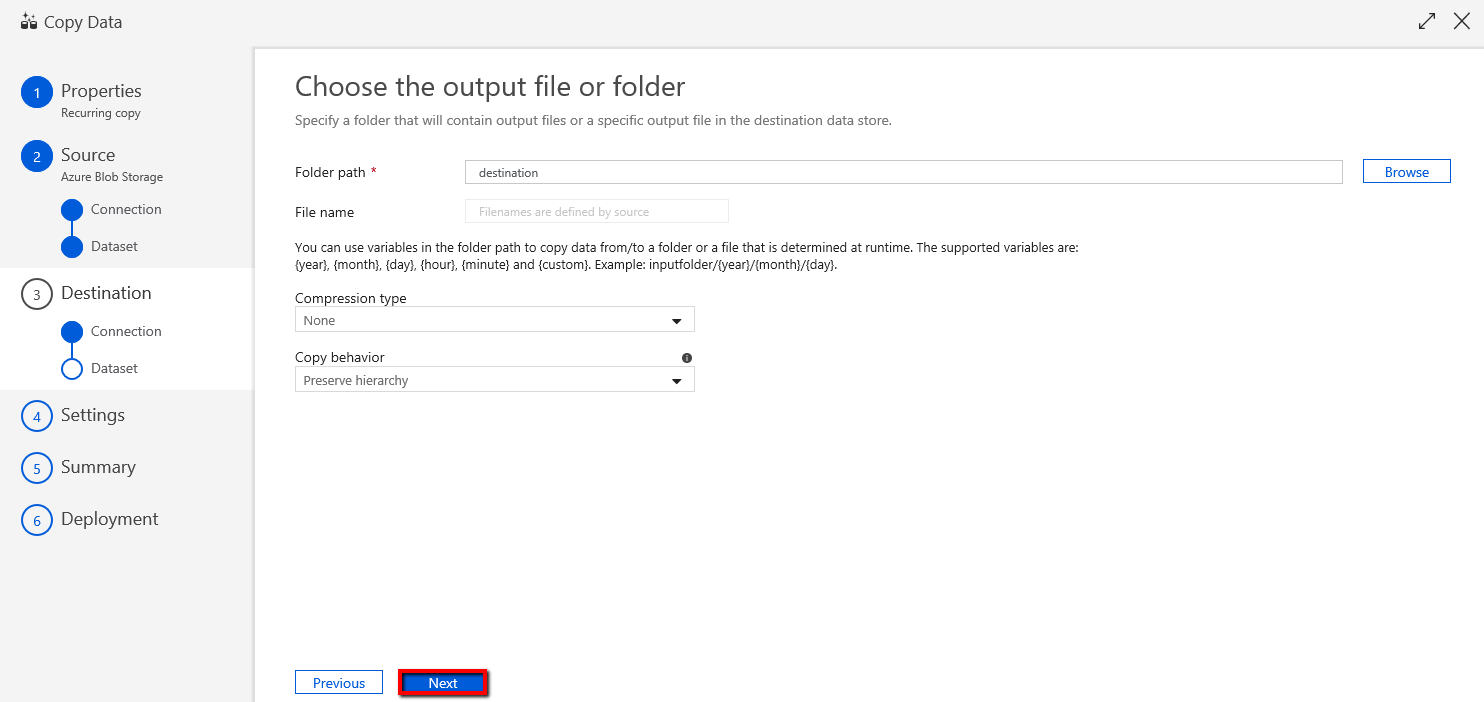 Copy Data
1
Properties
Recurring copy
2
Source
Azure Blob Storage
Connection
Dataset
3
Destination
Connection
Dataset
4
Settings
5
Summary
6
Deployment
Choose the output file or folder
Specify a folder that will contain output files or a specific output file in the destination data store.
Folder path *
destination
Browse
File name
Filenames are defined by source
You can use variables in the folder path to copy data from/to a folder or a file that is determined at runtime. The supported variables are:
{year}, {month}, {day}, {hour}, {minute} and {custom}. Example: inputfolder/{year}/{month}/{day}.
Compression type
None
Copy behavior
Preserve hierarchy
Previous
Next